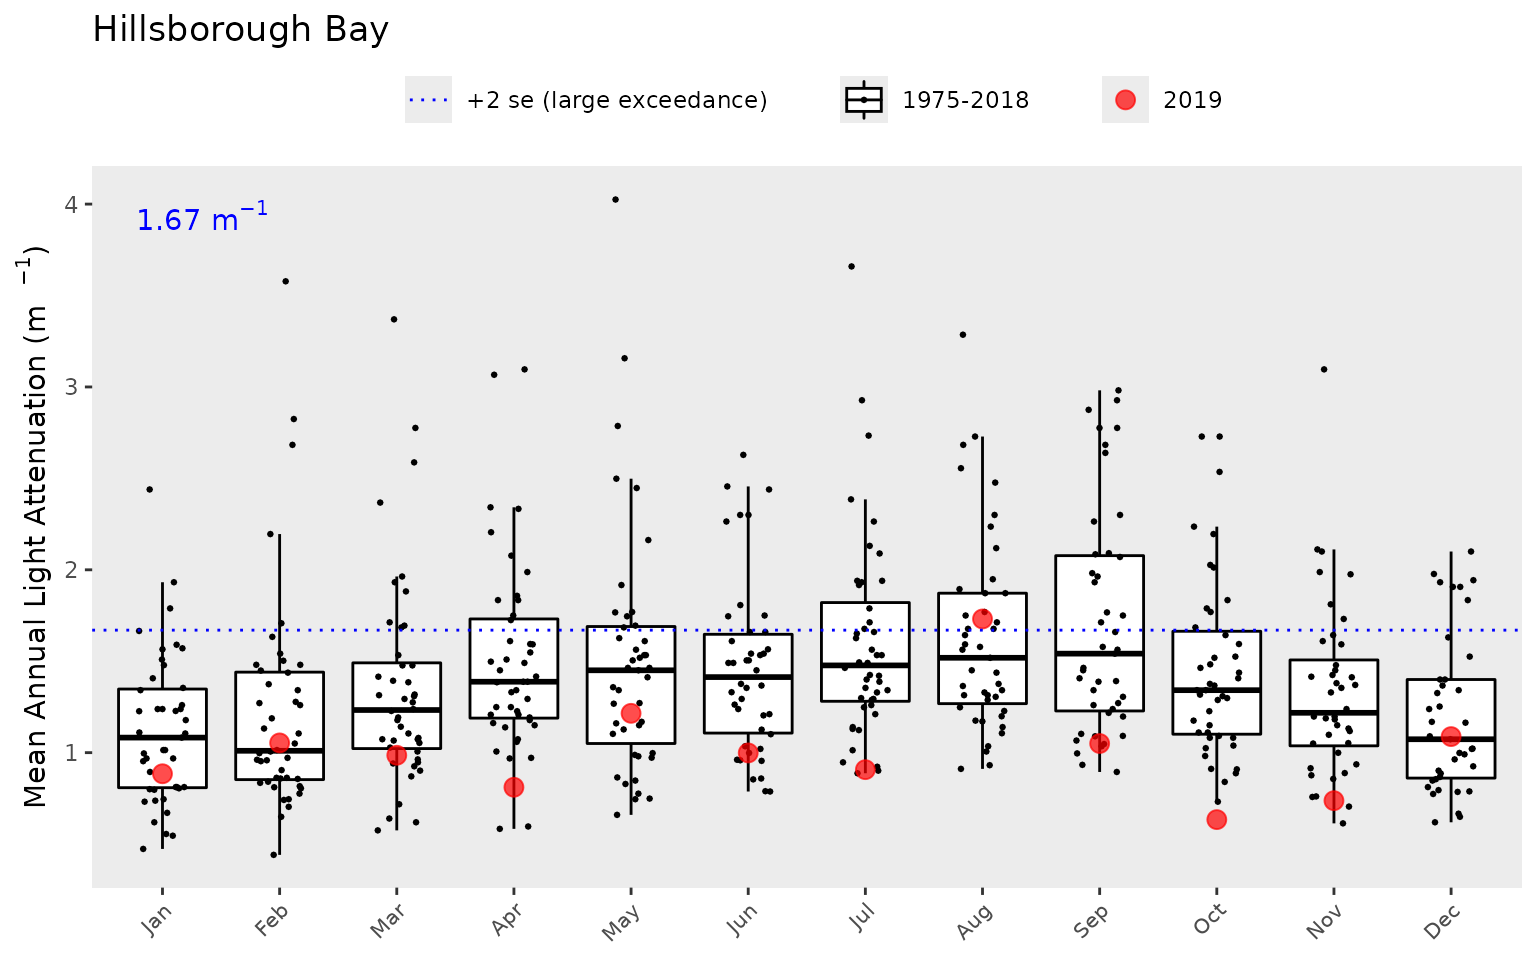 Hillsborough Bay
+2 se (large exceedance) 1975-2018 2019
Mean Annual Light Attenuation (m⁻¹)
1.67 m⁻¹
4
3
2
1
Jan Feb Mar Apr May Jun Jul Aug Sep Oct Nov Dec